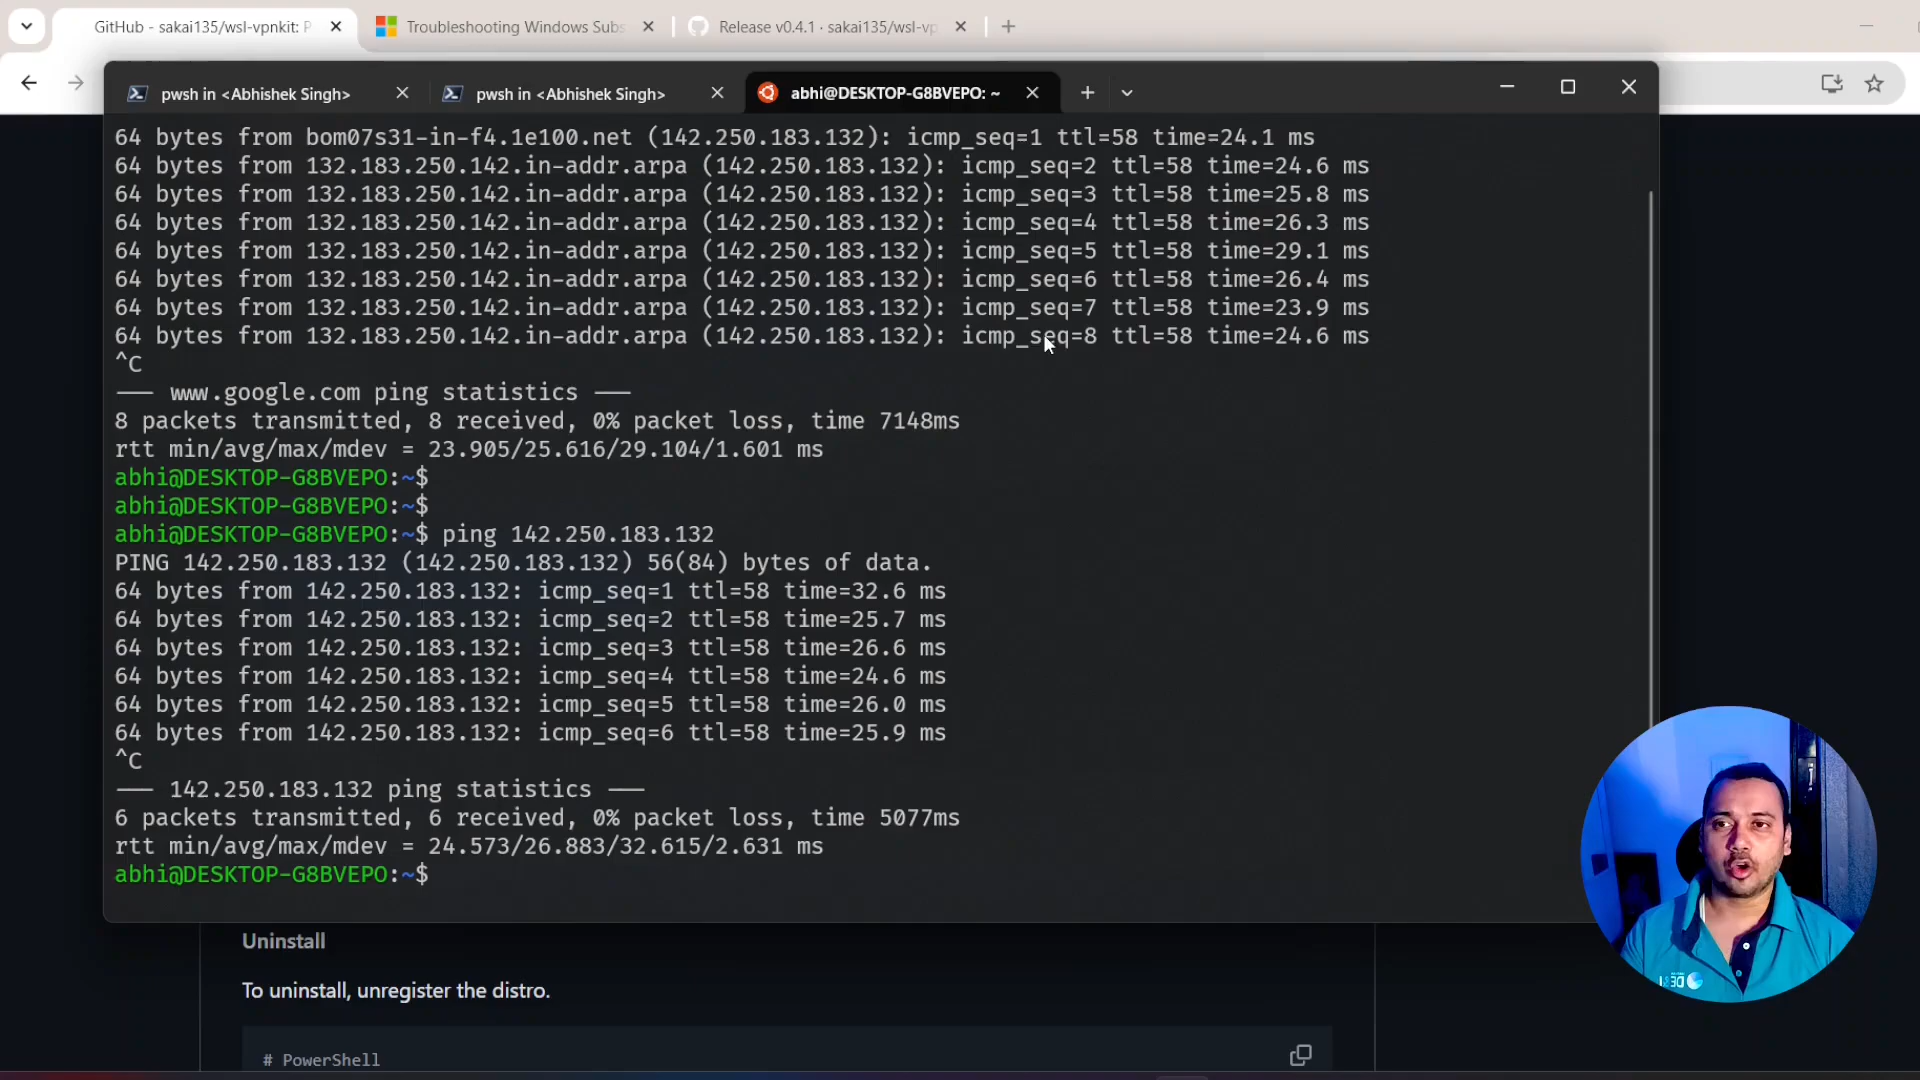 GitHub - sakai135/wsl-vpnkit: P
Troubleshooting Windows Subs
Release v0.4.1 · sakai135/wsl-vp
pwsh in <Abhishek Singh>
pwsh in <Abhishek Singh>
abhi@DESKTOP-G8BVEPO: ~
64 bytes from bom07s31-in-f4.1e100.net (142.250.183.132): icmp_seq=1 ttl=58 time=24.1 ms
64 bytes from 132.183.250.142.in-addr.arpa (142.250.183.132): icmp_seq=2 ttl=58 time=24.6 ms
64 bytes from 132.183.250.142.in-addr.arpa (142.250.183.132): icmp_seq=3 ttl=58 time=25.8 ms
64 bytes from 132.183.250.142.in-addr.arpa (142.250.183.132): icmp_seq=4 ttl=58 time=26.3 ms
64 bytes from 132.183.250.142.in-addr.arpa (142.250.183.132): icmp_seq=5 ttl=58 time=29.1 ms
64 bytes from 132.183.250.142.in-addr.arpa (142.250.183.132): icmp_seq=6 ttl=58 time=26.4 ms
64 bytes from 132.183.250.142.in-addr.arpa (142.250.183.132): icmp_seq=7 ttl=58 time=23.9 ms
64 bytes from 132.183.250.142.in-addr.arpa (142.250.183.132): icmp_seq=8 ttl=58 time=24.6 ms
^C
--- www.google.com ping statistics ---
8 packets transmitted, 8 received, 0% packet loss, time 7148ms
rtt min/avg/max/mdev = 23.905/25.616/29.104/1.601 ms
abhi@DESKTOP-G8BVEPO:~$
abhi@DESKTOP-G8BVEPO:~$
abhi@DESKTOP-G8BVEPO:~$ ping 142.250.183.132
PING 142.250.183.132 (142.250.183.132) 56(84) bytes of data.
64 bytes from 142.250.183.132: icmp_seq=1 ttl=58 time=32.6 ms
64 bytes from 142.250.183.132: icmp_seq=2 ttl=58 time=25.7 ms
64 bytes from 142.250.183.132: icmp_seq=3 ttl=58 time=26.6 ms
64 bytes from 142.250.183.132: icmp_seq=4 ttl=58 time=24.6 ms
64 bytes from 142.250.183.132: icmp_seq=5 ttl=58 time=26.0 ms
64 bytes from 142.250.183.132: icmp_seq=6 ttl=58 time=25.9 ms
^C
--- 142.250.183.132 ping statistics ---
6 packets transmitted, 6 received, 0% packet loss, time 5077ms
rtt min/avg/max/mdev = 24.573/26.883/32.615/2.631 ms
abhi@DESKTOP-G8BVEPO:~$
Uninstall
To uninstall, unregister the distro.
# PowerShell